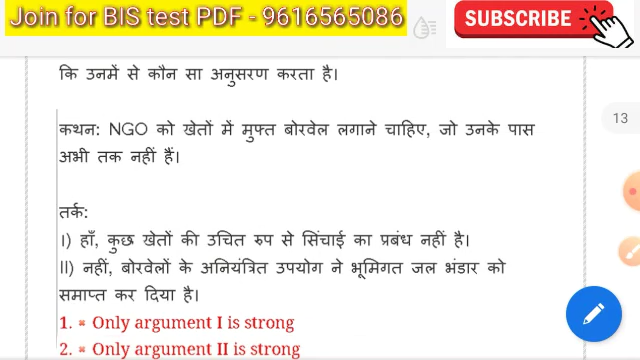 Join for BIS test PDF - 9616565086
SUBSCRIBE
कि उनमें से कौन सा अनुसरण करता है।
13
कथन: NGO को खेतों में मुफ्त बोरवेल लगाने चाहिए, जो उनके पास
अभी तक नहीं हैं।
तर्क:
I) हाँ, कुछ खेतों की उचित रुप से सिंचाई का प्रबंध नहीं है।
II) नहीं, बोरवेलों के अनियंत्रित उपयोग ने भूमिगत जल भंडार को
समाप्त कर दिया है।
1. Only argument I is strong
2. Only argument II is strong